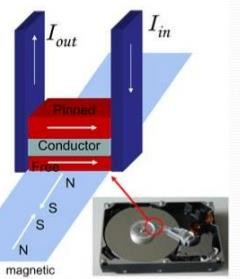 I_out
I_in
Pinned
Conductor
Free
N
S
S
N
magnetic